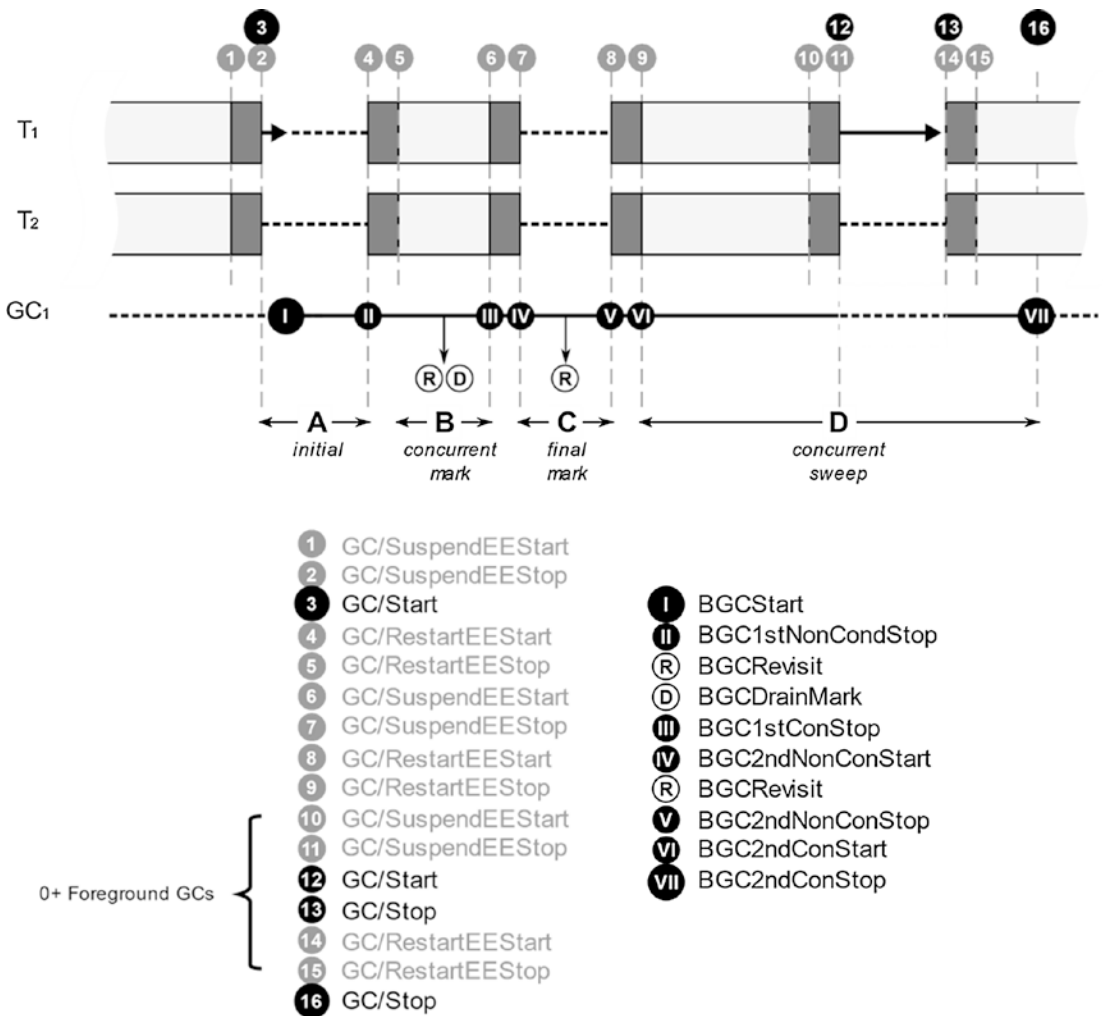 3 12 13 16
1 2 4 5 6 7 8 9 10 11 14 15
T1
T2
GC1
I II III IV V VI VII
R D R
A B C D
initial concurrent final concurrent
mark mark sweep
1 GC/SuspendEEStart
2 GC/SuspendEEStop
3 GC/Start
4 GC/RestartEEStart
5 GC/RestartEEStop
6 GC/SuspendEEStart
7 GC/SuspendEEStop
8 GC/RestartEEStart
9 GC/RestartEEStop
10 GC/SuspendEEStart
11 GC/SuspendEEStop
0+ Foreground GCs
12 GC/Start
13 GC/Stop
14 GC/RestartEEStart
15 GC/RestartEEStop
16 GC/Stop
I BGCStart
II BGC1stNonCondStop
R BGCRevisit
D BGCDrainMark
III BGC1stConStop
IV BGC2ndNonConStart
R BGCRevisit
V BGC2ndNonConStop
VI BGC2ndConStart
VII BGC2ndConStop